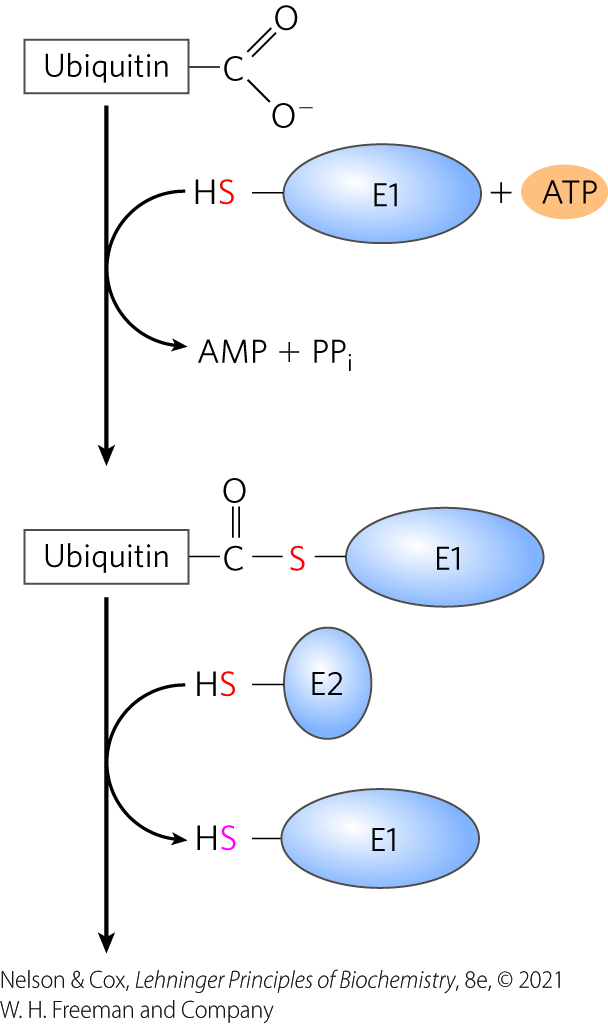 Ubiquitin C O
O⁻
HS E1 + ATP
AMP + PPᵢ
O
Ubiquitin C S E1
HS E2
HS E1
Nelson & Cox, Lehninger Principles of Biochemistry, 8e, © 2021
W. H. Freeman and Company